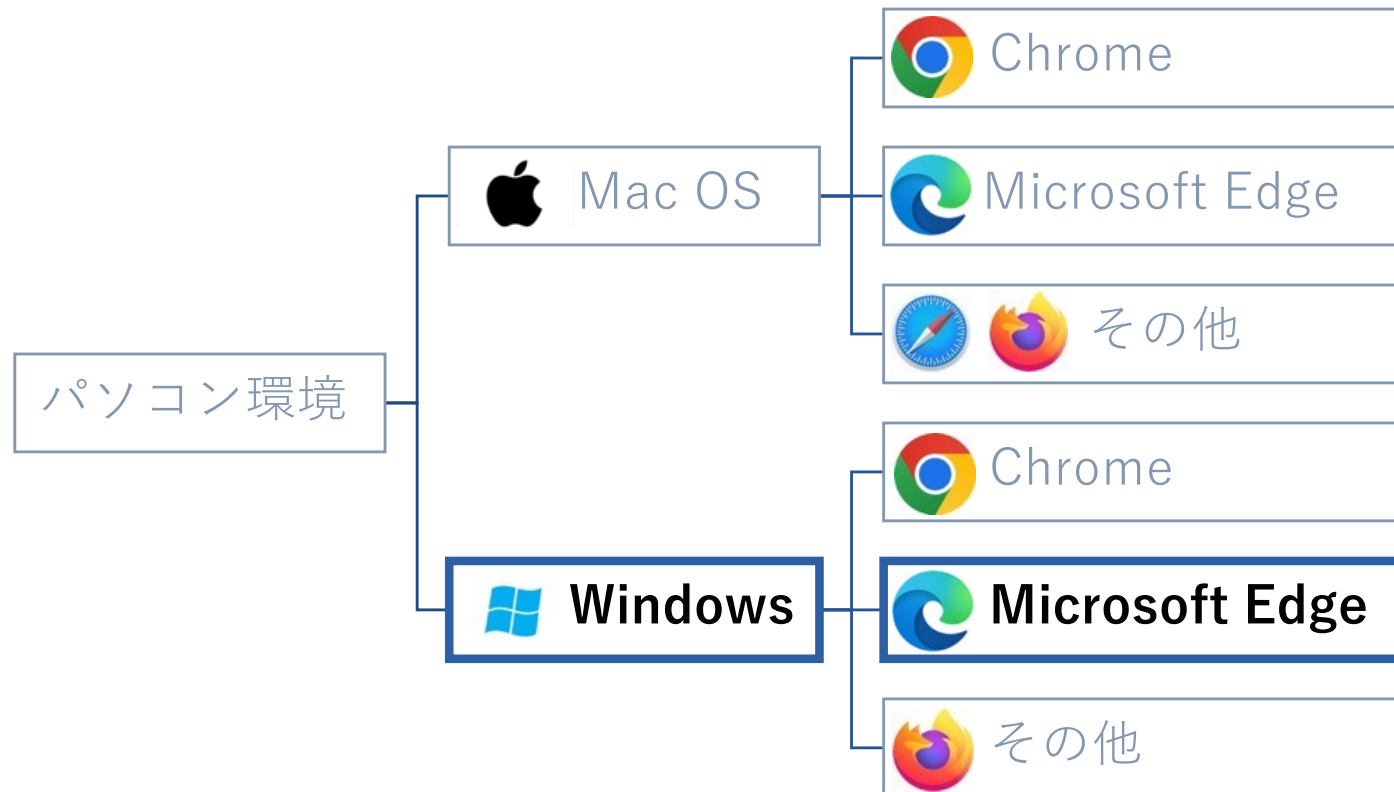 パソコン環境
Mac OS
Chrome
Microsoft Edge
その他
Windows
Chrome
Microsoft Edge
その他